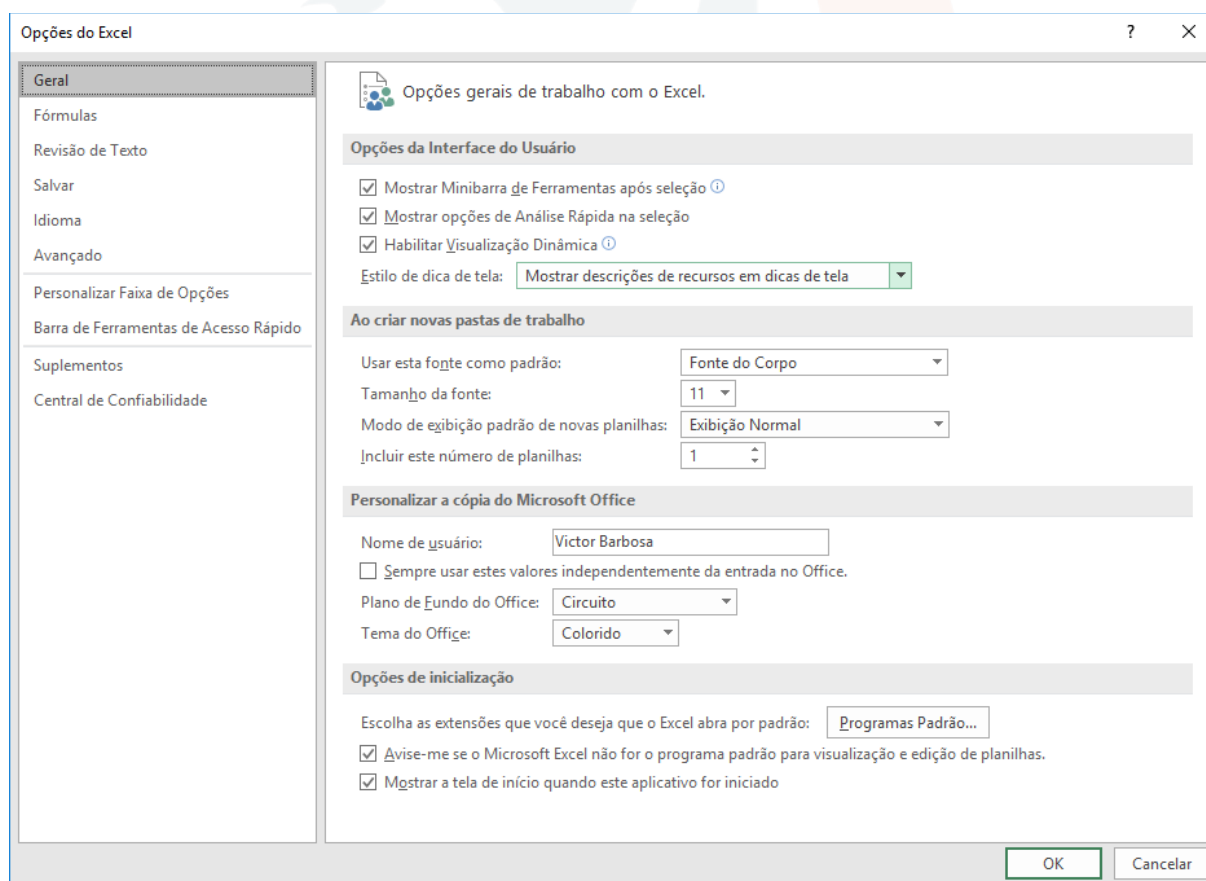 Opções do Excel ?
Geral
Fórmulas
Revisão de Texto
Salvar
Idioma
Avançado
Personalizar Faixa de Opções
Barra de Ferramentas de Acesso Rápido
Suplementos
Central de Confiabilidade
Opções gerais de trabalho com o Excel.
Opções da Interface do Usuário
Mostrar Minibarra de Ferramentas após seleção
Mostrar opções de Análise Rápida na seleção
Habilitar Visualização Dinâmica
Estilo de dica de tela: Mostrar descrições de recursos em dicas de tela
Ao criar novas pastas de trabalho
Usar esta fonte como padrão: Fonte do Corpo
Tamanho da fonte: 11
Modo de exibição padrão de novas planilhas: Exibição Normal
Incluir este número de planilhas: 1
Personalizar a cópia do Microsoft Office
Nome de usuário: Victor Barbosa
Sempre usar estes valores independentemente da entrada no Office.
Plano de Fundo do Office: Circuito
Tema do Office: Colorido
Opções de inicialização
Escolha as extensões que você deseja que o Excel abra por padrão: Programas Padrão...
Avise-me se o Microsoft Excel não for o programa padrão para visualização e edição de planilhas.
Mostrar a tela de início quando este aplicativo for iniciado
OK Cancelar